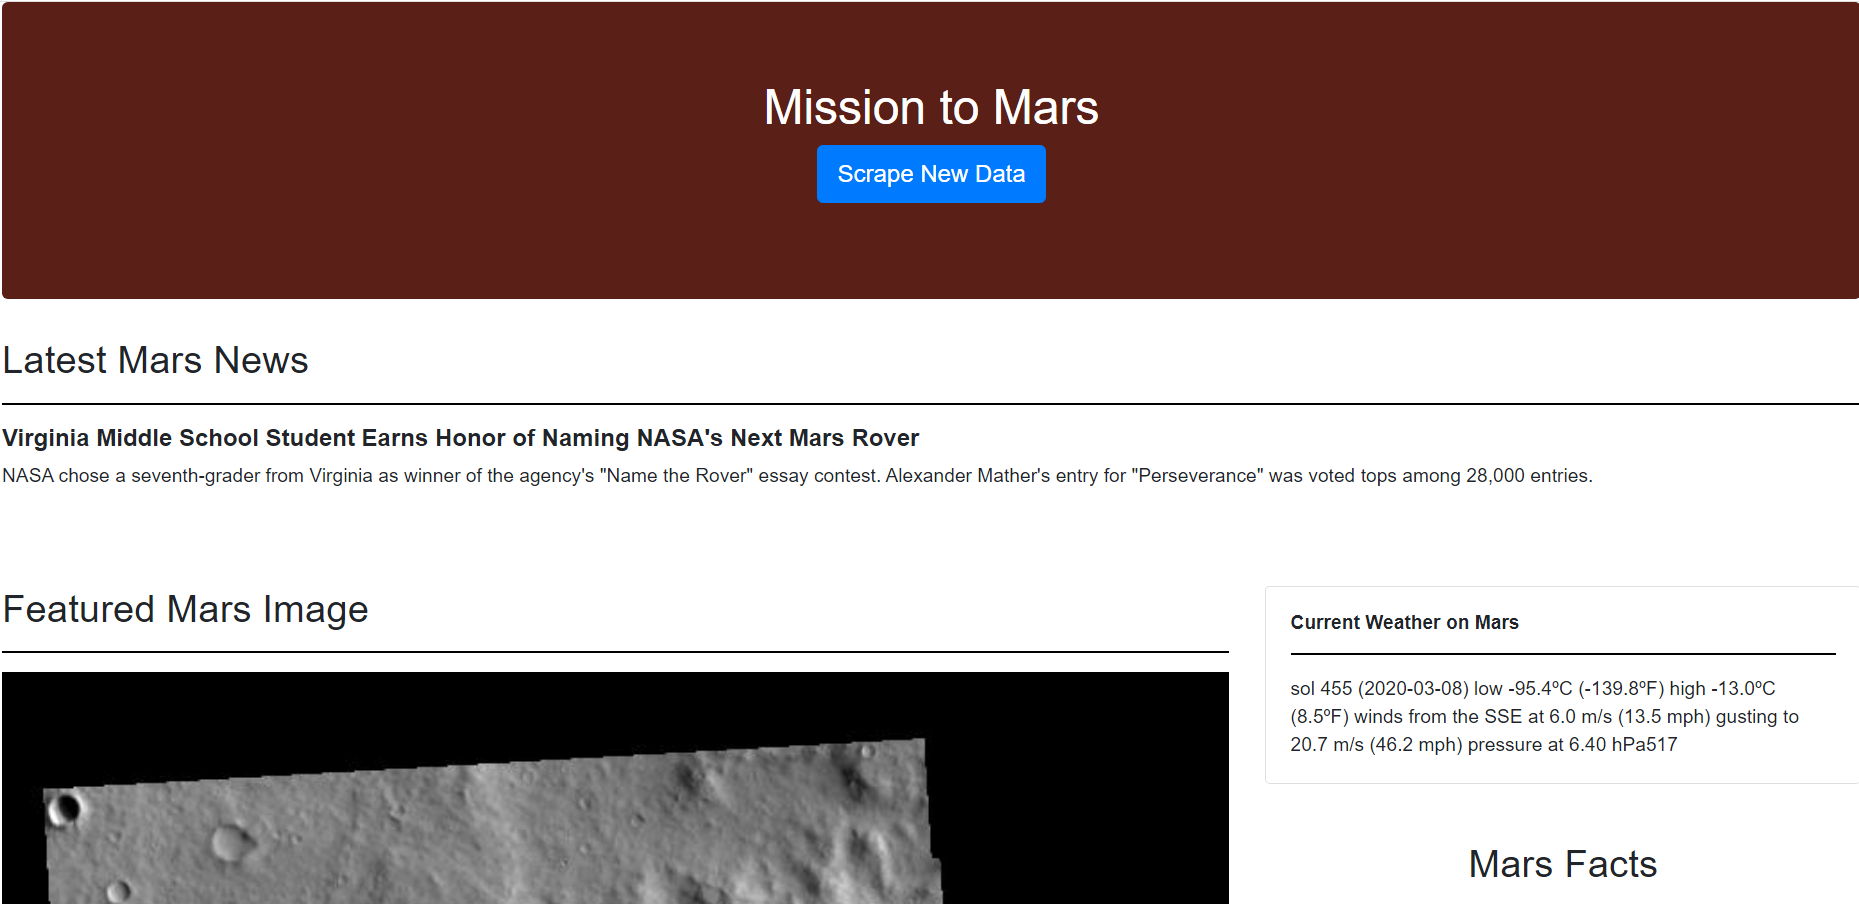 Mission to Mars
Scrape New Data
Latest Mars News
Virginia Middle School Student Earns Honor of Naming NASA's Next Mars Rover
NASA chose a seventh-grader from Virginia as winner of the agency's "Name the Rover" essay contest. Alexander Mather's entry for "Perseverance" was voted tops among 28,000 entries.
Featured Mars Image
Current Weather on Mars
sol 455 (2020-03-08) low -95.4ºC (-139.8ºF) high -13.0ºC
(8.5ºF) winds from the SSE at 6.0 m/s (13.5 mph) gusting to
20.7 m/s (46.2 mph) pressure at 6.40 hPa517
Mars Facts